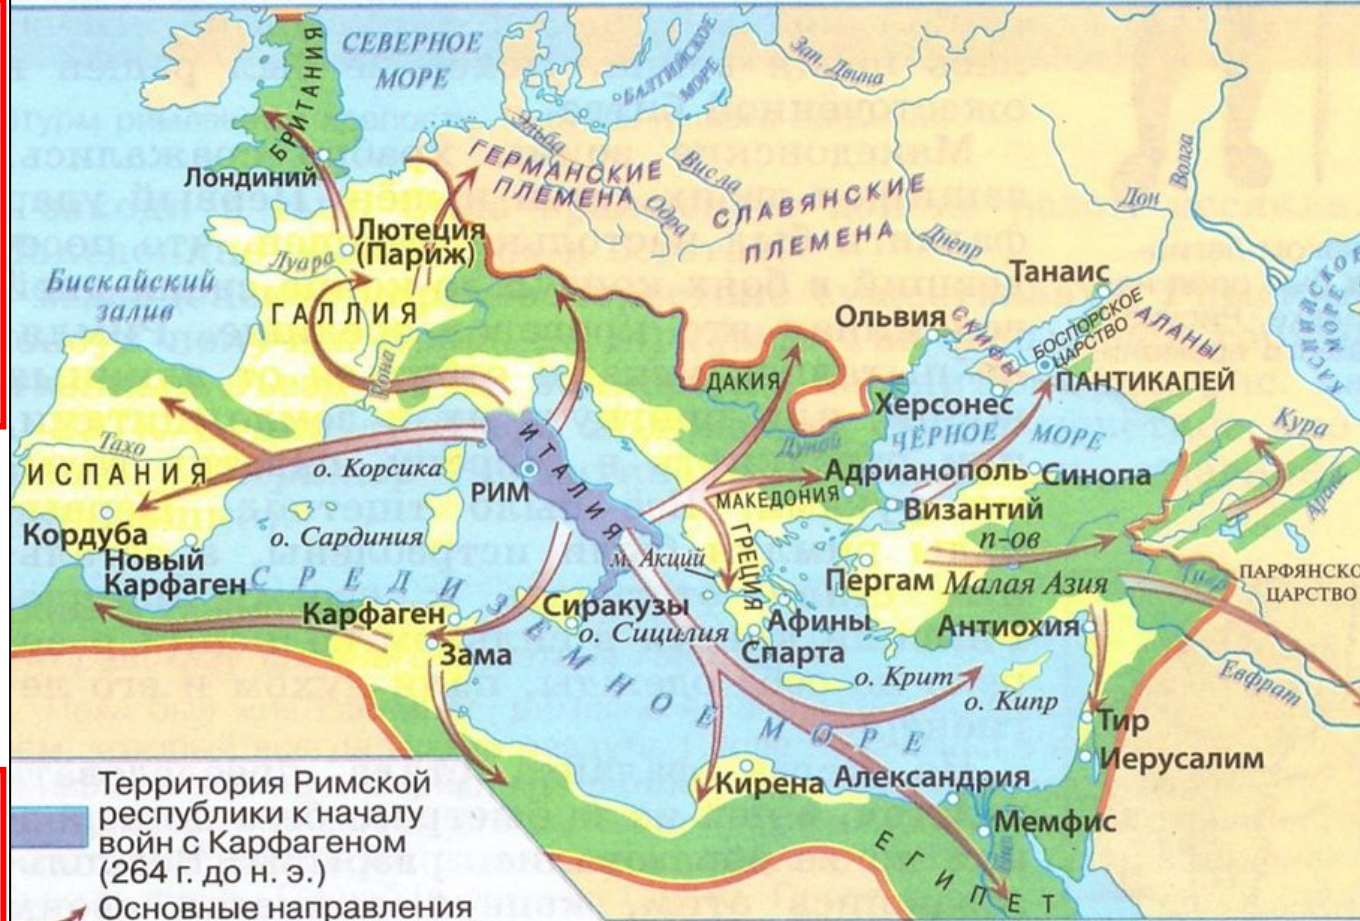 СЕВЕРНОЕ
МОРЕ
БАЛТИЙСКОЕ
МОРЕ
Зап. Двина
БРИТАНИЯ
Лондиний
Эльба
ГЕРМАНСКИЕ
ПЛЕМЕНА
Висла
Одра
СЛАВЯНСКИЕ
ПЛЕМЕНА
Днепр
Дон
Волга
Лютеция
(Париж)
Луара
Бискайский
залив
ГАЛЛИЯ
Рона
Танаис
Ольвия
СКИФЫ
БОСПОРСКОЕ
ЦАРСТВО
АЛАНЫ
ПАНТИКАПЕЙ
ДАКИЯ
Херсонес
Дунай
ЧЁРНОЕ МОРЕ
Кура
Тахо
ИСПАНИЯ
о. Корсика
ИТАЛИЯ
РИМ
Адрианополь
Синопа
МАКЕДОНИЯ
Византий
п-ов
Малая Азия
Кордуба
Новый
Карфаген
о. Сардиния
м. Акций
ГРЕЦИЯ
Пергам
ПАРФЯНСКО
ЦАРСТВО
СРЕДИЗЕМНОЕ МОРЕ
Карфаген
Сиракузы
о. Сицилия
Афины
Антиохия
Зама
Спарта
о. Крит
о. Кипр
Евфрат
Тир
Иерусалим
Кирена
Александрия
Мемфис
ЕГИПЕТ
Территория Римской
республики к началу
войн с Карфагеном
(264 г. до н. э.)
Основные направления